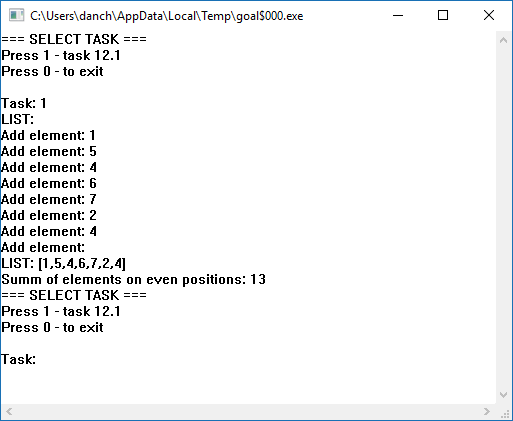 C:\Users\danch\AppData\Local\Temp\goal$000.exe
=== SELECT TASK ===
Press 1 - task 12.1
Press 0 - to exit
Task: 1
LIST:
Add element: 1
Add element: 5
Add element: 4
Add element: 6
Add element: 7
Add element: 2
Add element: 4
Add element:
LIST: [1,5,4,6,7,2,4]
Summ of elements on even positions: 13
=== SELECT TASK ===
Press 1 - task 12.1
Press 0 - to exit
Task: